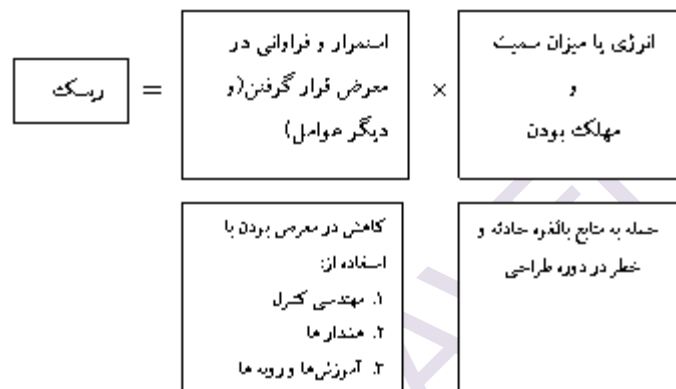 ریسک
=
استمرار و فراوانی در
معرض قرار گرفتن(و
دیگر عوامل)
×
انرژی یا میزان سمیت
و
مهلک بودن
کاهش در معرض بودن با
استفاده از:
۱. مهندسی کنترل
۲. هشدار ها
۳. آموزش‌ها و رویه ها
حمله به منابع بالقوه حادثه و
خطر در دوره طراحی